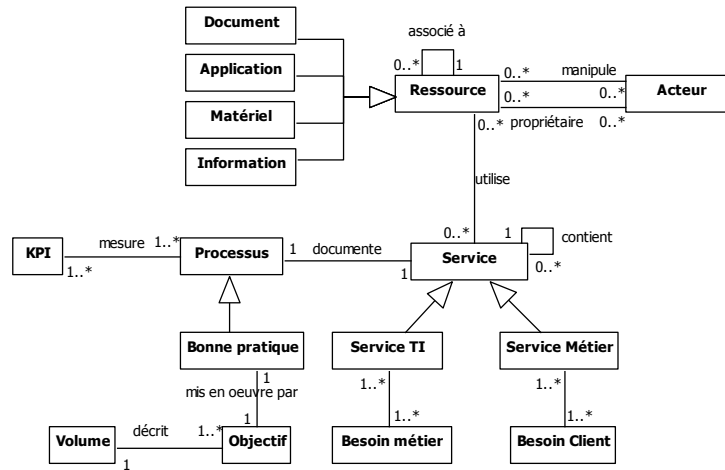 Document
associé à
0..*
1
Application
Ressource
0..*
manipule
Acteur
0..*
0..*
Matériel
0..*
propriétaire
0..*
Information
utilise
0..*
1
contient
KPI
mesure
1..*
Processus
1
documente
Service
1..*
1
0..*
Bonne pratique
Service TI
Service Métier
1
1..*
1..*
mis en oeuvre par
1
1..*
1..*
Volume
décrit
1..*
Objectif
Besoin métier
Besoin Client
1